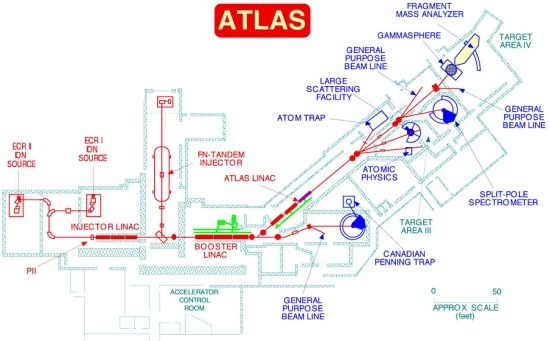 ATLAS
FRAGMENT
MASS ANALYZER
GAMMASPHERE
TARGET
AREA IV
GENERAL
PURPOSE
BEAM LINE
LARGE
SCATTERING
FACILITY
ATOM TRAP
GENERAL
PURPOSE
BEAM LINE
ECR II
ION
SOURCE
ECR I
ION
SOURCE
FN-TANDEM
INJECTOR
ATLAS LINAC
ATOMIC
PHYSICS
SPLIT-POLE
SPECTROMETER
INJECTOR LINAC
TARGET
AREA III
PII
BOOSTER
LINAC
CANADIAN
PENNING TRAP
ACCELERATOR
CONTROL
ROOM
GENERAL
PURPOSE
BEAM LINE
0 50
APPROX. SCALE
(feet)